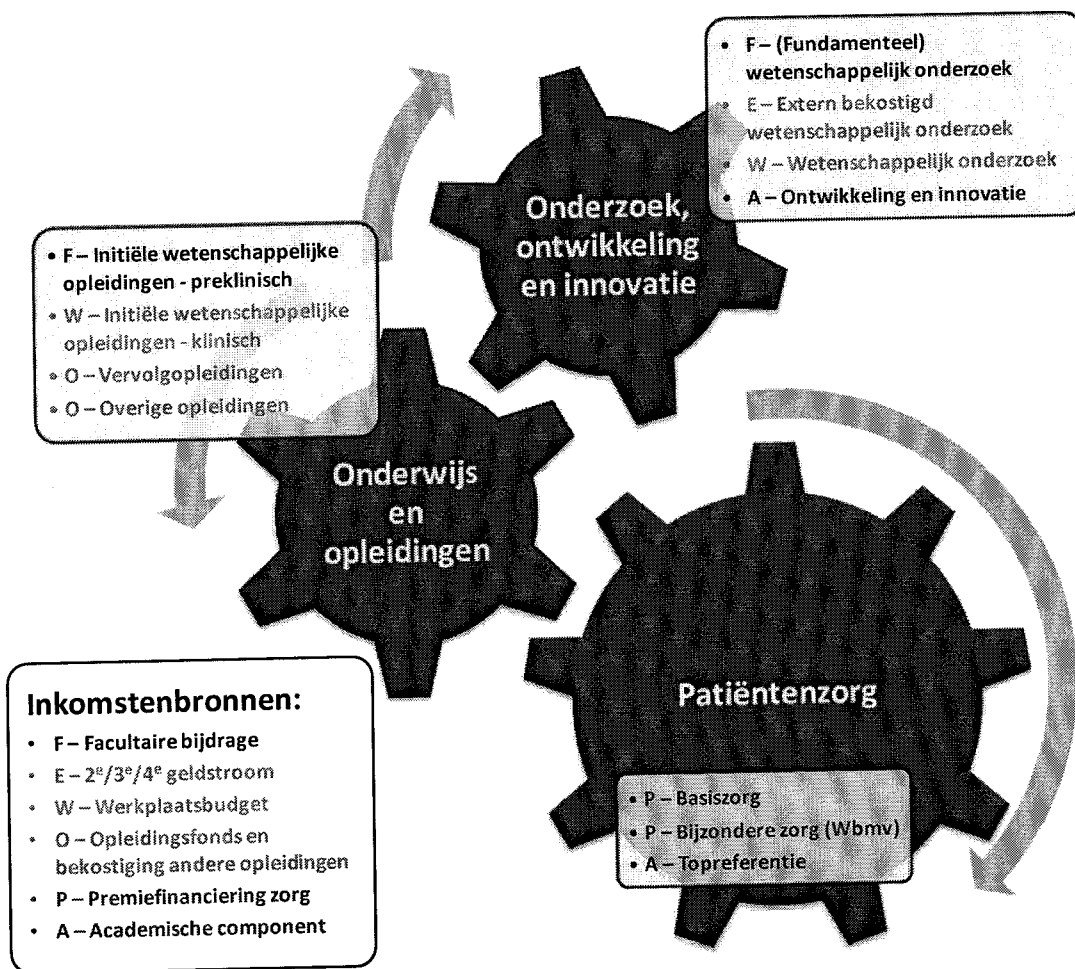 • F – (Fundamenteel)
wetenschappelijk onderzoek
• E – Extern bekostigd
wetenschappelijk onderzoek
• W – Wetenschappelijk onderzoek
• A – Ontwikkeling en innovatie
Onderzoek,
ontwikkeling
en innovatie
• F – Initiële wetenschappelijke
opleidingen - preklinisch
• W – Initiële wetenschappelijke
opleidingen - klinisch
• O – Vervolgopleidingen
• O – Overige opleidingen
Onderwijs
en
opleidingen
Patiëntenzorg
• P – Basiszorg
• P – Bijzondere zorg (Wbmv)
• A – Topreferentie
Inkomstenbronnen:
• F – Facultaire bijdrage
• E – 2e/3e/4e geldstroom
• W – Werkplaatsbudget
• O – Opleidingsfonds en
bekostiging andere opleidingen
• P – Premiefinanciering zorg
• A – Academische component